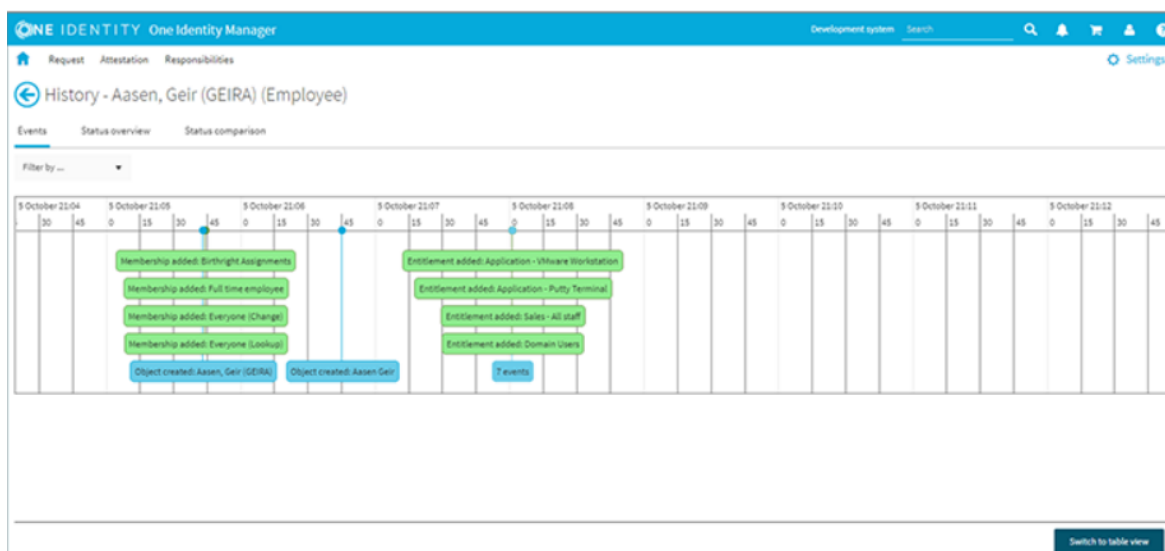 ONE IDENTITY One Identity Manager Development system Search
Request Attestation Responsibilities Settings
History - Aasen, Geir (GEIRA) (Employee)
Events Status overview Status comparison
Filter by ...
5 October 21:04 5 October 21:05 5 October 21:06 5 October 21:07 5 October 21:08 5 October 21:09 5 October 21:10 5 October 21:11 5 October 21:12
30 45 0 15 30 45 0 15 30 45 0 15 30 45 0 15 30 45 0 15 30 45 0 15 30 45 0 15 30 45 0 15 30 45
Membership added: Birthright Assignments Entitlement added: Application - VMware Workstation
Membership added: Full time employee Entitlement added: Application - Putty Terminal
Membership added: Everyone (Change) Entitlement added: Sales - All staff
Membership added: Everyone (Lookup) Entitlement added: Domain Users
Object created: Aasen, Geir (GEIRA) Object created: Aasen Geir 7 events
Switch to table view